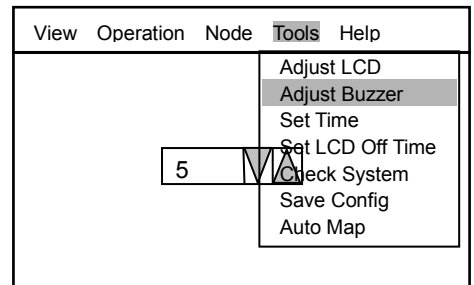 View Operation Node Tools Help
Adjust LCD
Adjust Buzzer
Set Time
Set LCD Off Time
5
Check System
Save Config
Auto Map